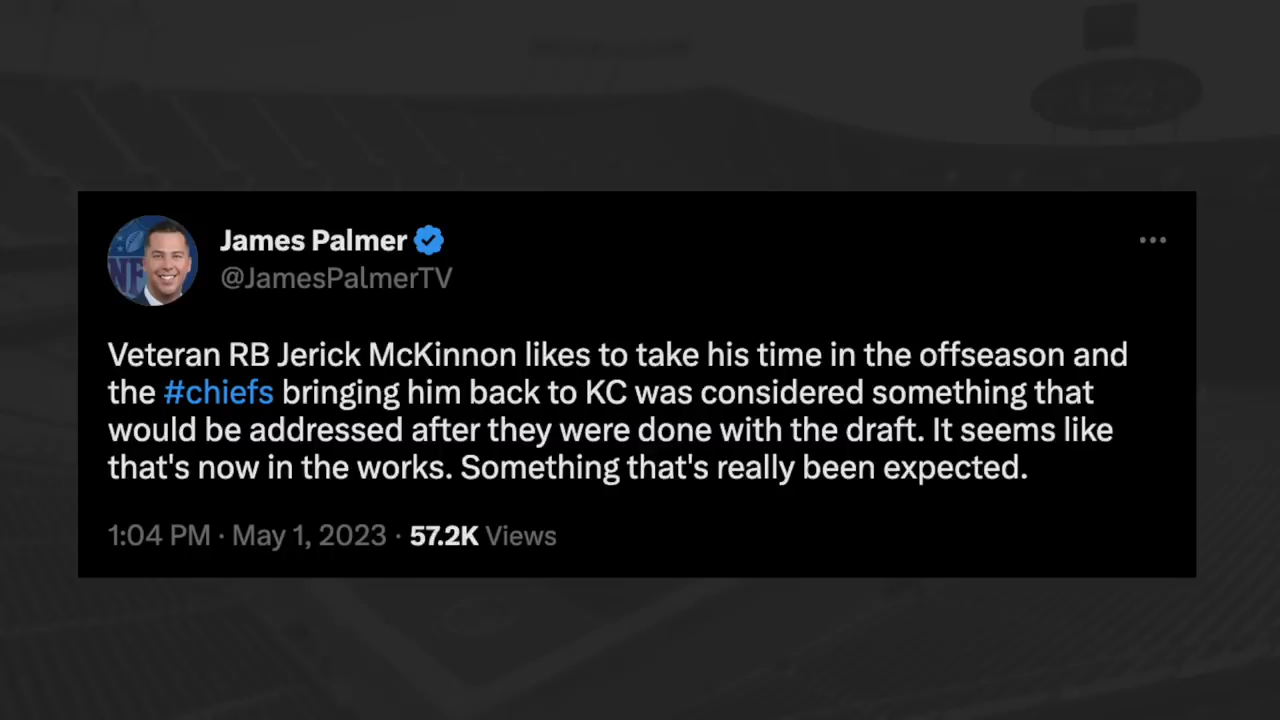 James Palmer
@JamesPalmerTV
Veteran RB Jerick McKinnon likes to take his time in the offseason and
the #chiefs bringing him back to KC was considered something that
would be addressed after they were done with the draft. It seems like
that's now in the works. Something that's really been expected.
1:04 PM · May 1, 2023 · 57.2K Views